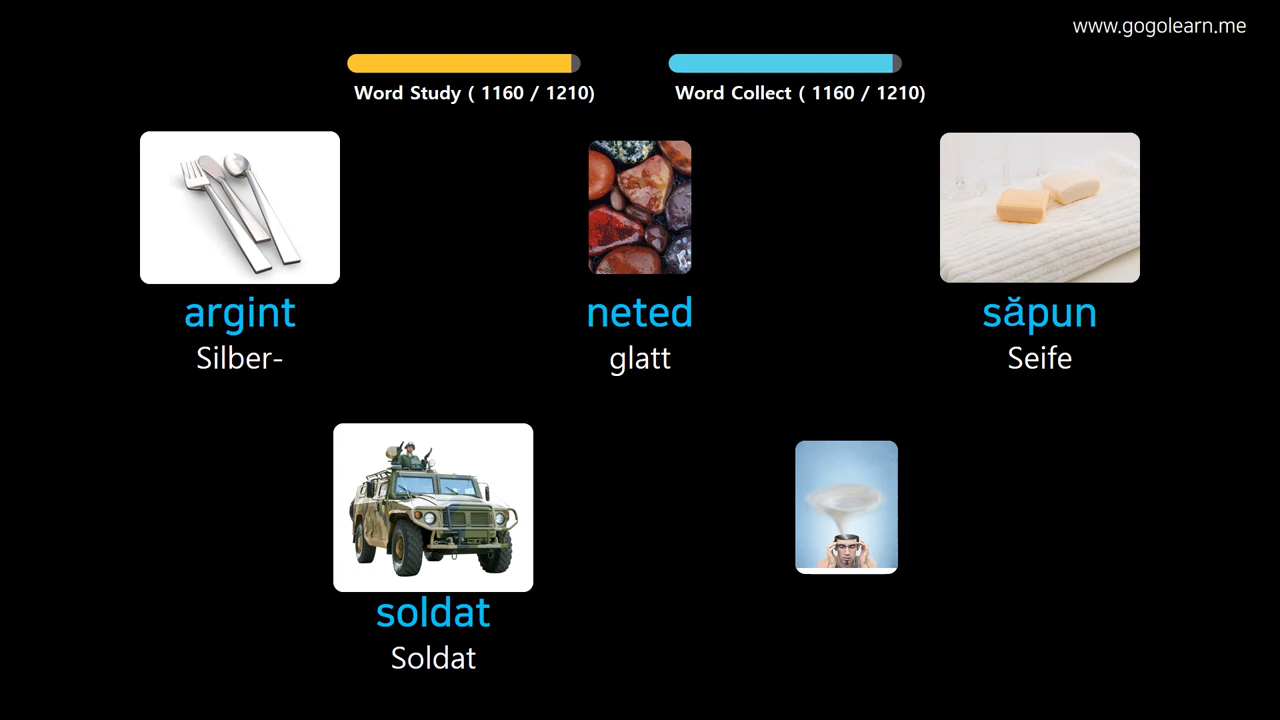 www.gogolearn.me
Word Study ( 1160 / 1210)
Word Collect ( 1160 / 1210)
argint
Silber-
neted
glatt
săpun
Seife
soldat
Soldat